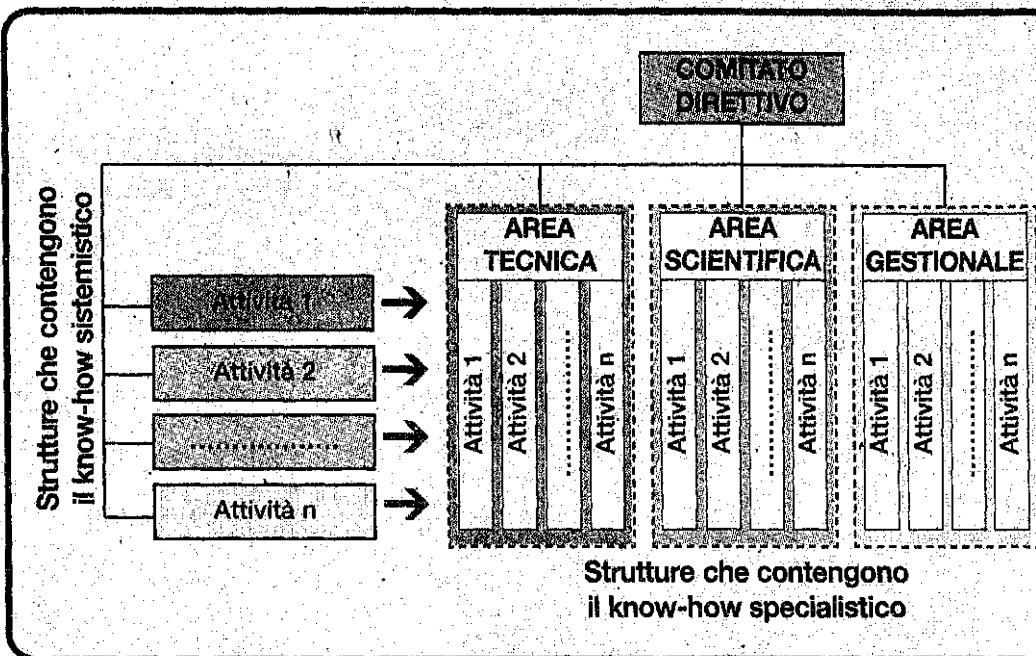 COMITATO
DIRETTIVO
Strutture che contengono
il know-how sistemistico
AREA
TECNICA
AREA
SCIENTIFICA
AREA
GESTIONALE
Attività 1
Attività 2
....................
Attività n
Attività 1
Attività 2
....................
Attività n
Attività 1
Attività 2
....................
Attività n
Attività 1
Attività 2
....................
Attività n
Strutture che contengono
il know-how specialistico